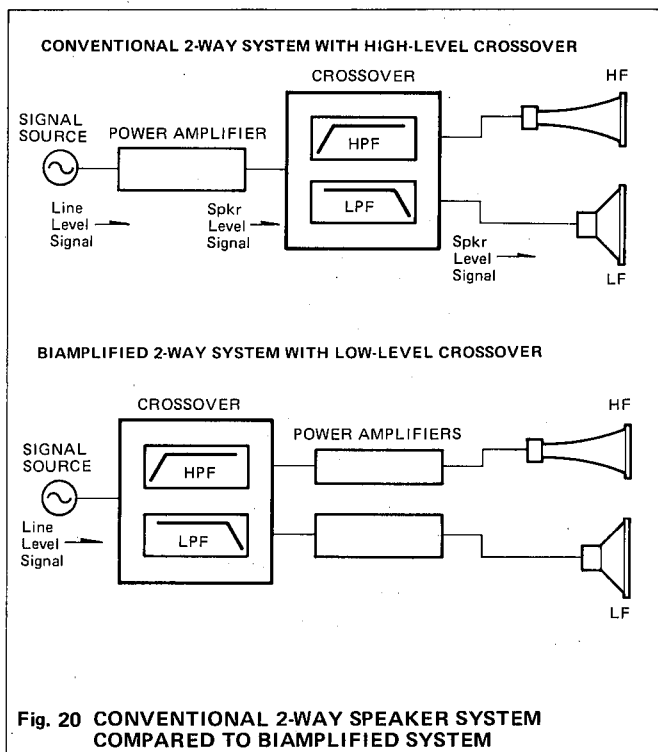 CONVENTIONAL 2-WAY SYSTEM WITH HIGH-LEVEL CROSSOVER
CROSSOVER
HF
SIGNAL
SOURCE
POWER AMPLIFIER
HPF
LPF
Line
Level
Signal
Spkr
Level
Signal
Spkr
Level
Signal
LF
BIAMPLIFIED 2-WAY SYSTEM WITH LOW-LEVEL CROSSOVER
CROSSOVER
HF
POWER AMPLIFIERS
SIGNAL
SOURCE
HPF
Line
Level
Signal
LPF
LF
Fig. 20 CONVENTIONAL 2-WAY SPEAKER SYSTEM
COMPARED TO BIAMPLIFIED SYSTEM